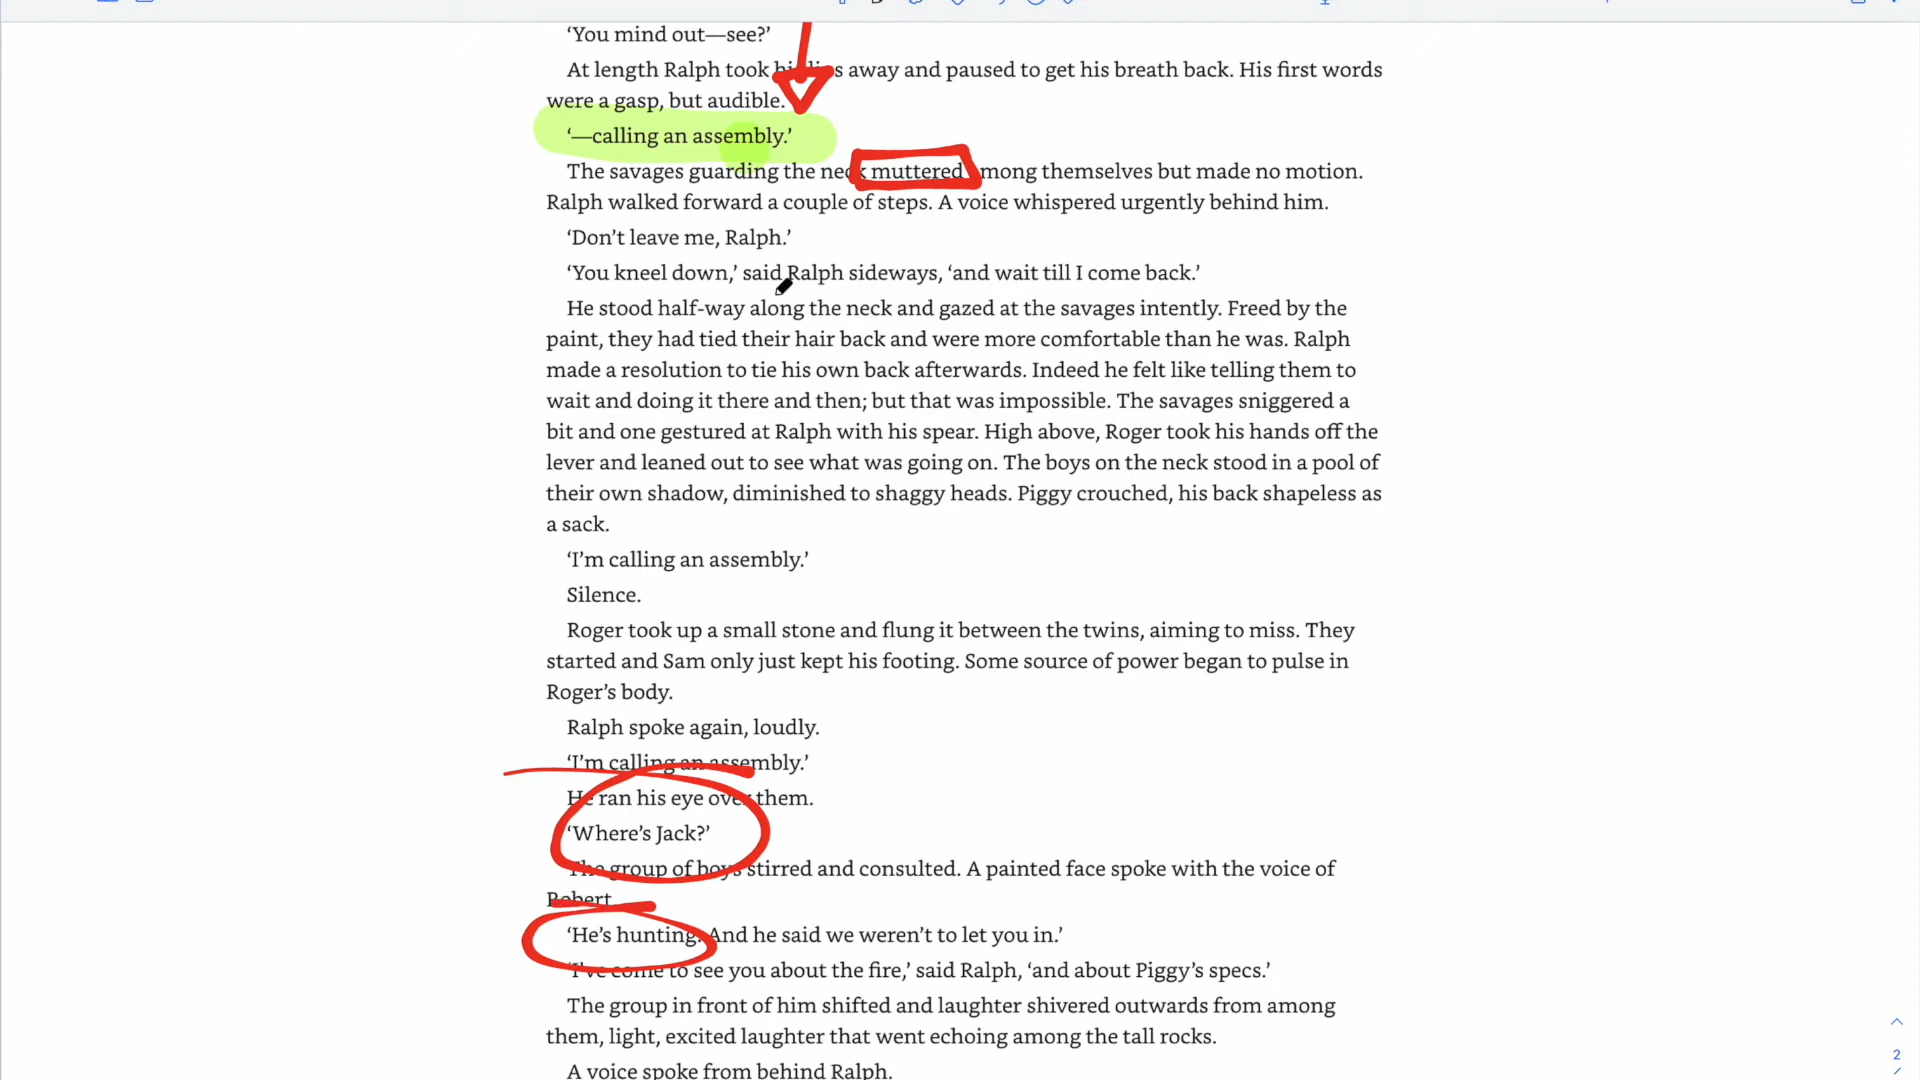 ‘You mind out—see?’
At length Ralph took his lips away and paused to get his breath back. His first words
were a gasp, but audible.
‘—calling an assembly.’
The savages guarding the neck muttered among themselves but made no motion.
Ralph walked forward a couple of steps. A voice whispered urgently behind him.
‘Don’t leave me, Ralph.’
‘You kneel down,’ said Ralph sideways, ‘and wait till I come back.’
He stood half-way along the neck and gazed at the savages intently. Freed by the
paint, they had tied their hair back and were more comfortable than he was. Ralph
made a resolution to tie his own back afterwards. Indeed he felt like telling them to
wait and doing it there and then; but that was impossible. The savages sniggered a
bit and one gestured at Ralph with his spear. High above, Roger took his hands off the
lever and leaned out to see what was going on. The boys on the neck stood in a pool of
their own shadow, diminished to shaggy heads. Piggy crouched, his back shapeless as
a sack.
‘I’m calling an assembly.’
Silence.
Roger took up a small stone and flung it between the twins, aiming to miss. They
started and Sam only just kept his footing. Some source of power began to pulse in
Roger’s body.
Ralph spoke again, loudly.
‘I’m calling an assembly.’
He ran his eye over them.
‘Where’s Jack?’
The group of boys stirred and consulted. A painted face spoke with the voice of
Robert.
‘He’s hunting. And he said we weren’t to let you in.’
‘I’ve come to see you about the fire,’ said Ralph, ‘and about Piggy’s specs.’
The group in front of him shifted and laughter shivered outwards from among
them, light, excited laughter that went echoing among the tall rocks.
A voice spoke from behind Ralph.
2